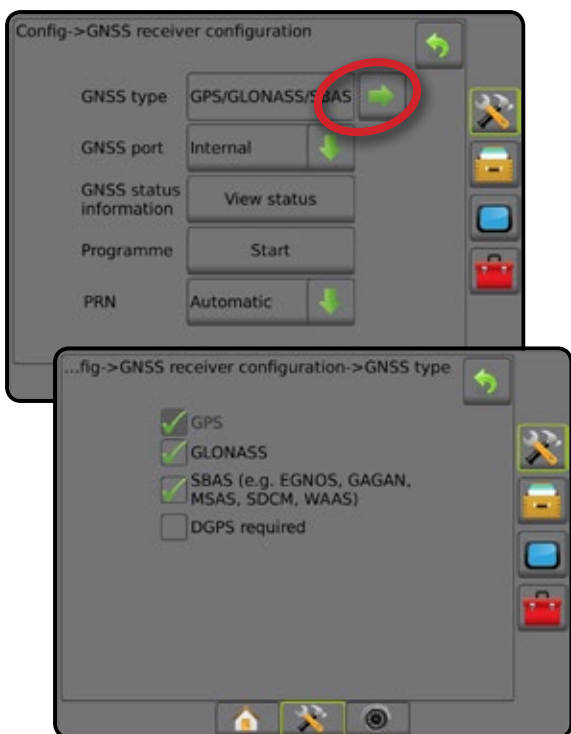 Config->GNSS receiver configuration
GNSS type GPS/GLONASS/SBAS
GNSS port Internal
GNSS status
information View status
Programme Start
PRN Automatic
...fig->GNSS receiver configuration->GNSS type
GPS
GLONASS
SBAS (e.g. EGNOS, GAGAN,
MSAS, SDCM, WAAS)
DGPS required